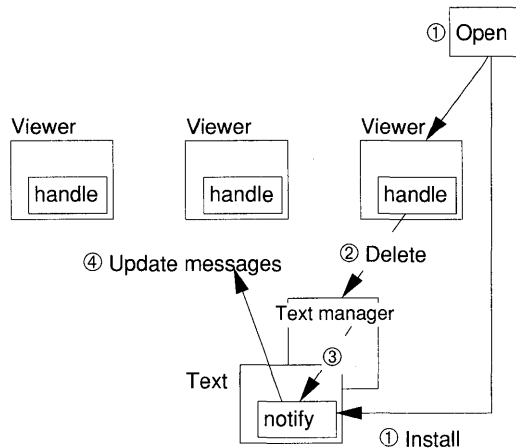 ① Open
Viewer Viewer Viewer
handle handle handle
② Delete
④ Update messages
Text manager
③
Text
notify
① Install